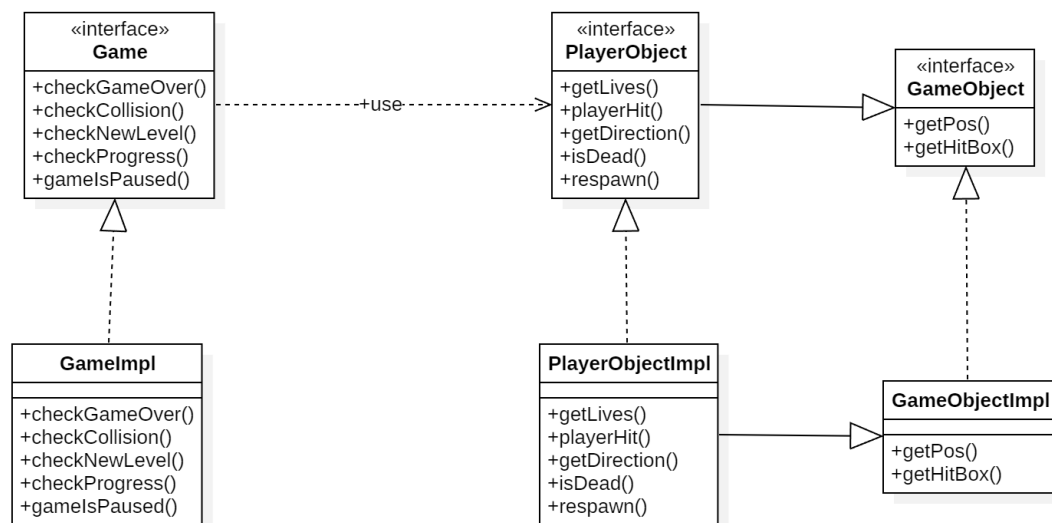 «interface»
Game
+checkGameOver()
+checkCollision()
+checkNewLevel()
+checkProgress()
+gameIsPaused()
+use
«interface»
PlayerObject
+getLives()
+playerHit()
+getDirection()
+isDead()
+respawn()
«interface»
GameObject
+getPos()
+getHitBox()
GameImpl
+checkGameOver()
+checkCollision()
+checkNewLevel()
+checkProgress()
+gameIsPaused()
PlayerObjectImpl
+getLives()
+playerHit()
+getDirection()
+isDead()
+respawn()
GameObjectImpl
+getPos()
+getHitBox()